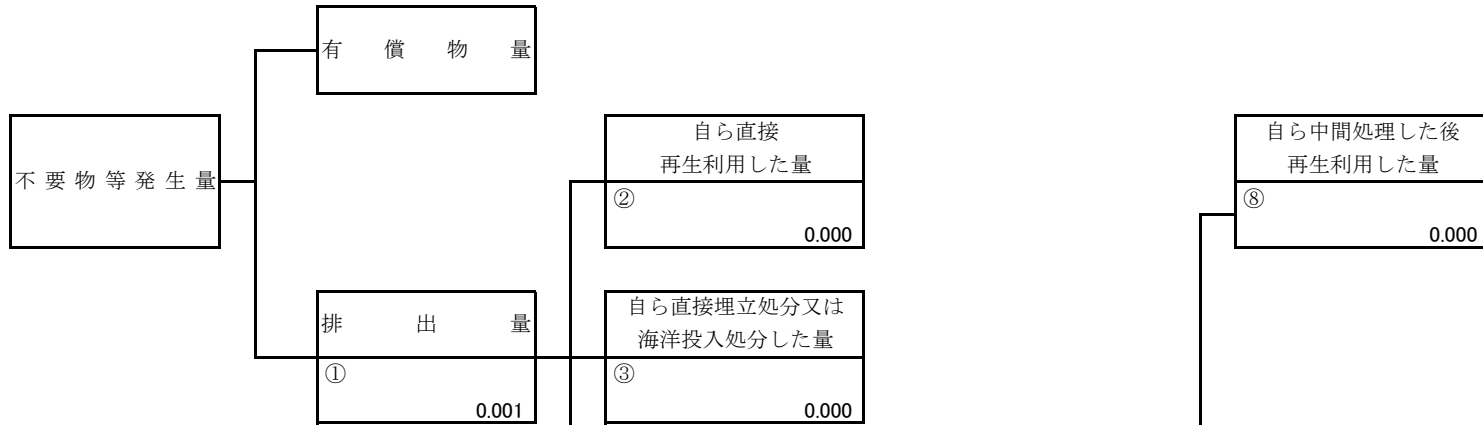 有償物量
不要物等発生量
自ら直接
再生利用した量
②
0.000
自ら中間処理した後
再生利用した量
⑧
0.000
排出量
①
0.001
自ら直接埋立処分又は
海洋投入処分した量
③
0.000